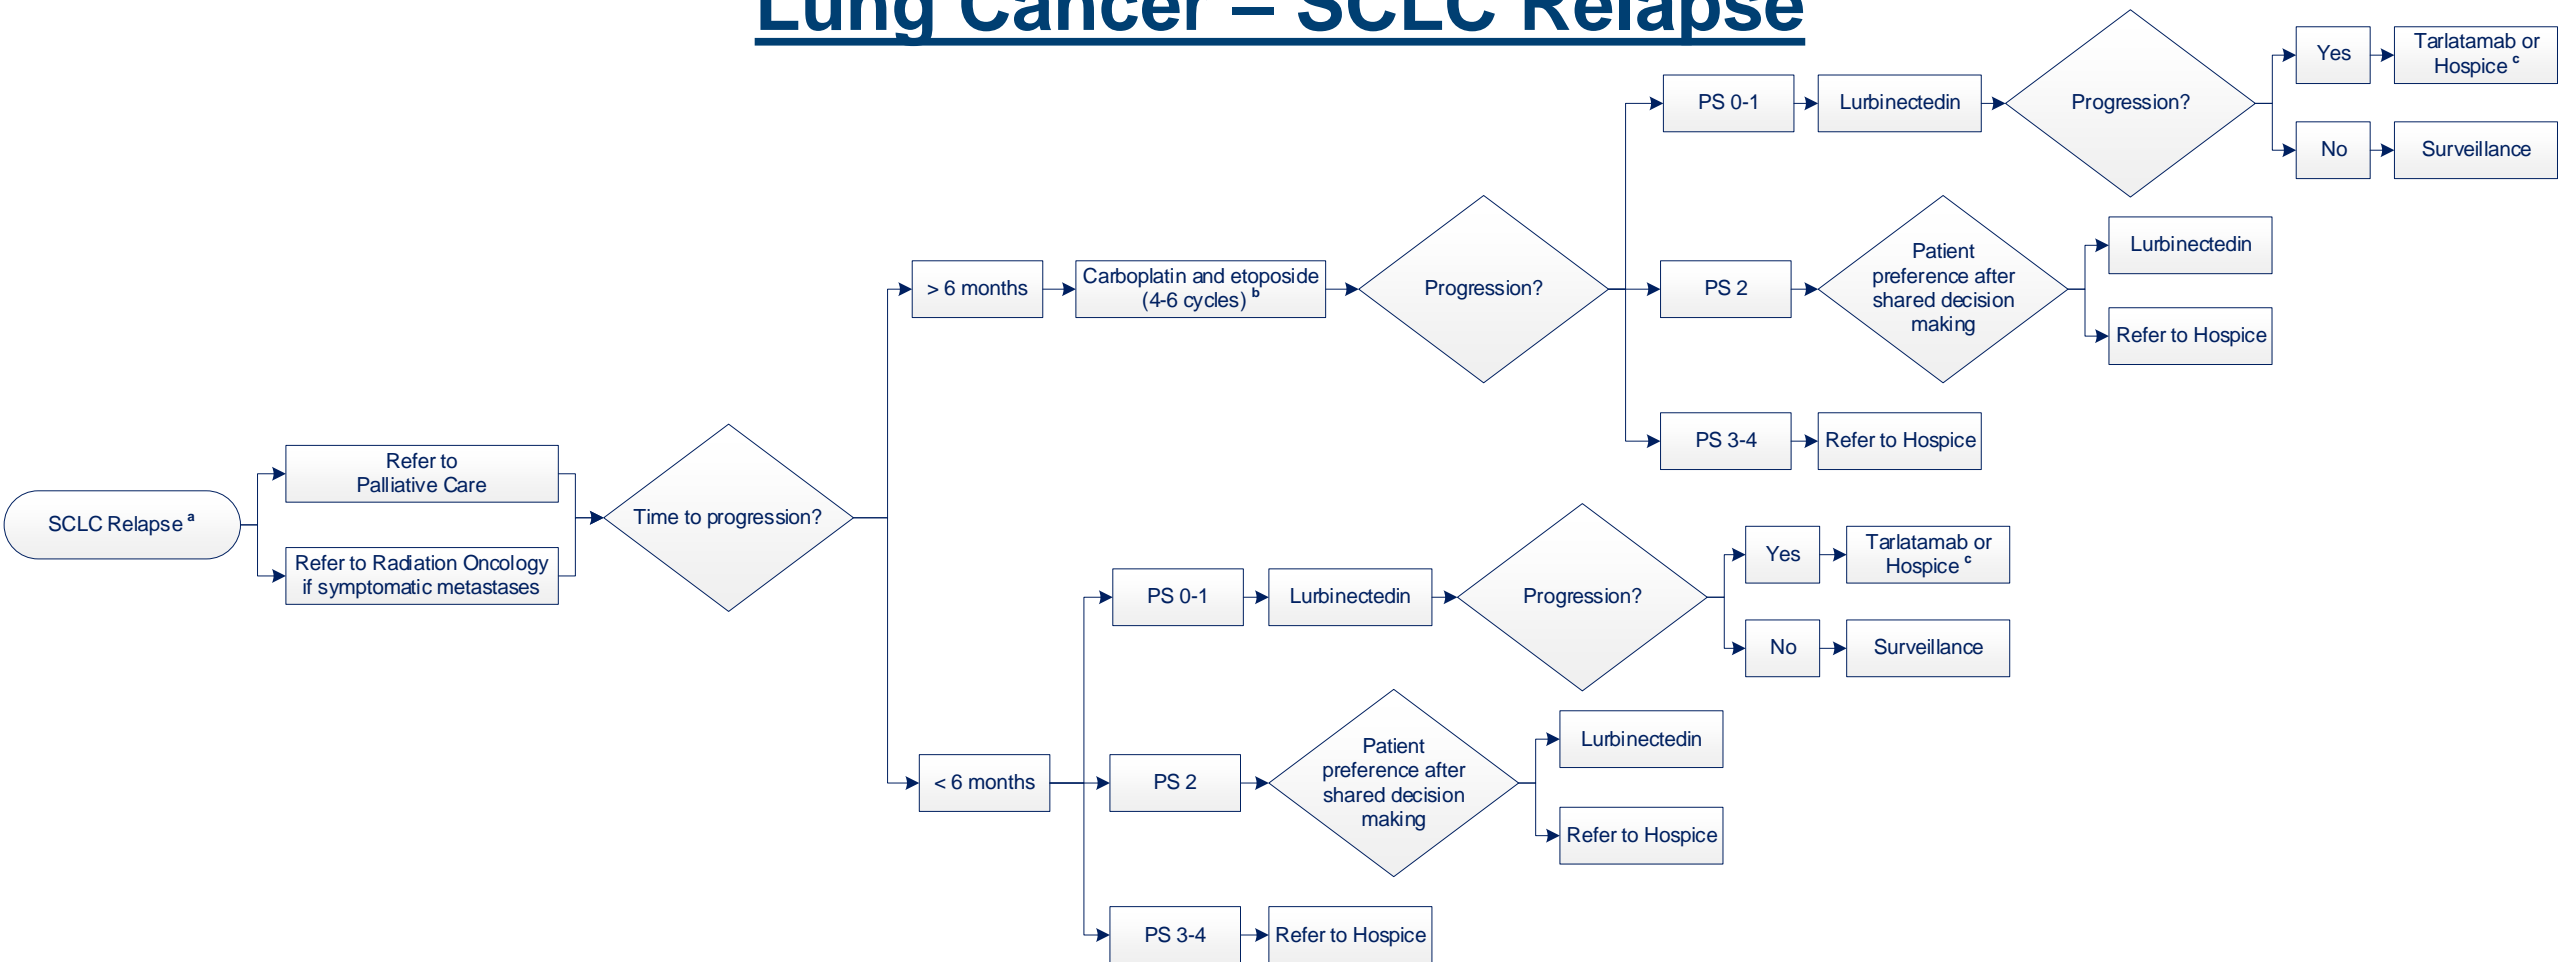 Lung Cancer – SCLC Relapse
SCLC Relapse a
Refer to
Palliative Care
Refer to Radiation Oncology
if symptomatic metastases
Time to progression?
> 6 months
Carboplatin and etoposide
(4-6 cycles) b
Progression?
PS 0-1
Lurbinectedin
Progression?
Yes
Tarlatamab or
Hospice c
No
Surveillance
PS 2
Patient
preference after
shared decision
making
Lurbinectedin
Refer to Hospice
PS 3-4
Refer to Hospice
< 6 months
PS 0-1
Lurbinectedin
Progression?
Yes
Tarlatamab or
Hospice c
No
Surveillance
PS 2
Patient
preference after
shared decision
making
Lurbinectedin
Refer to Hospice
PS 3-4
Refer to Hospice